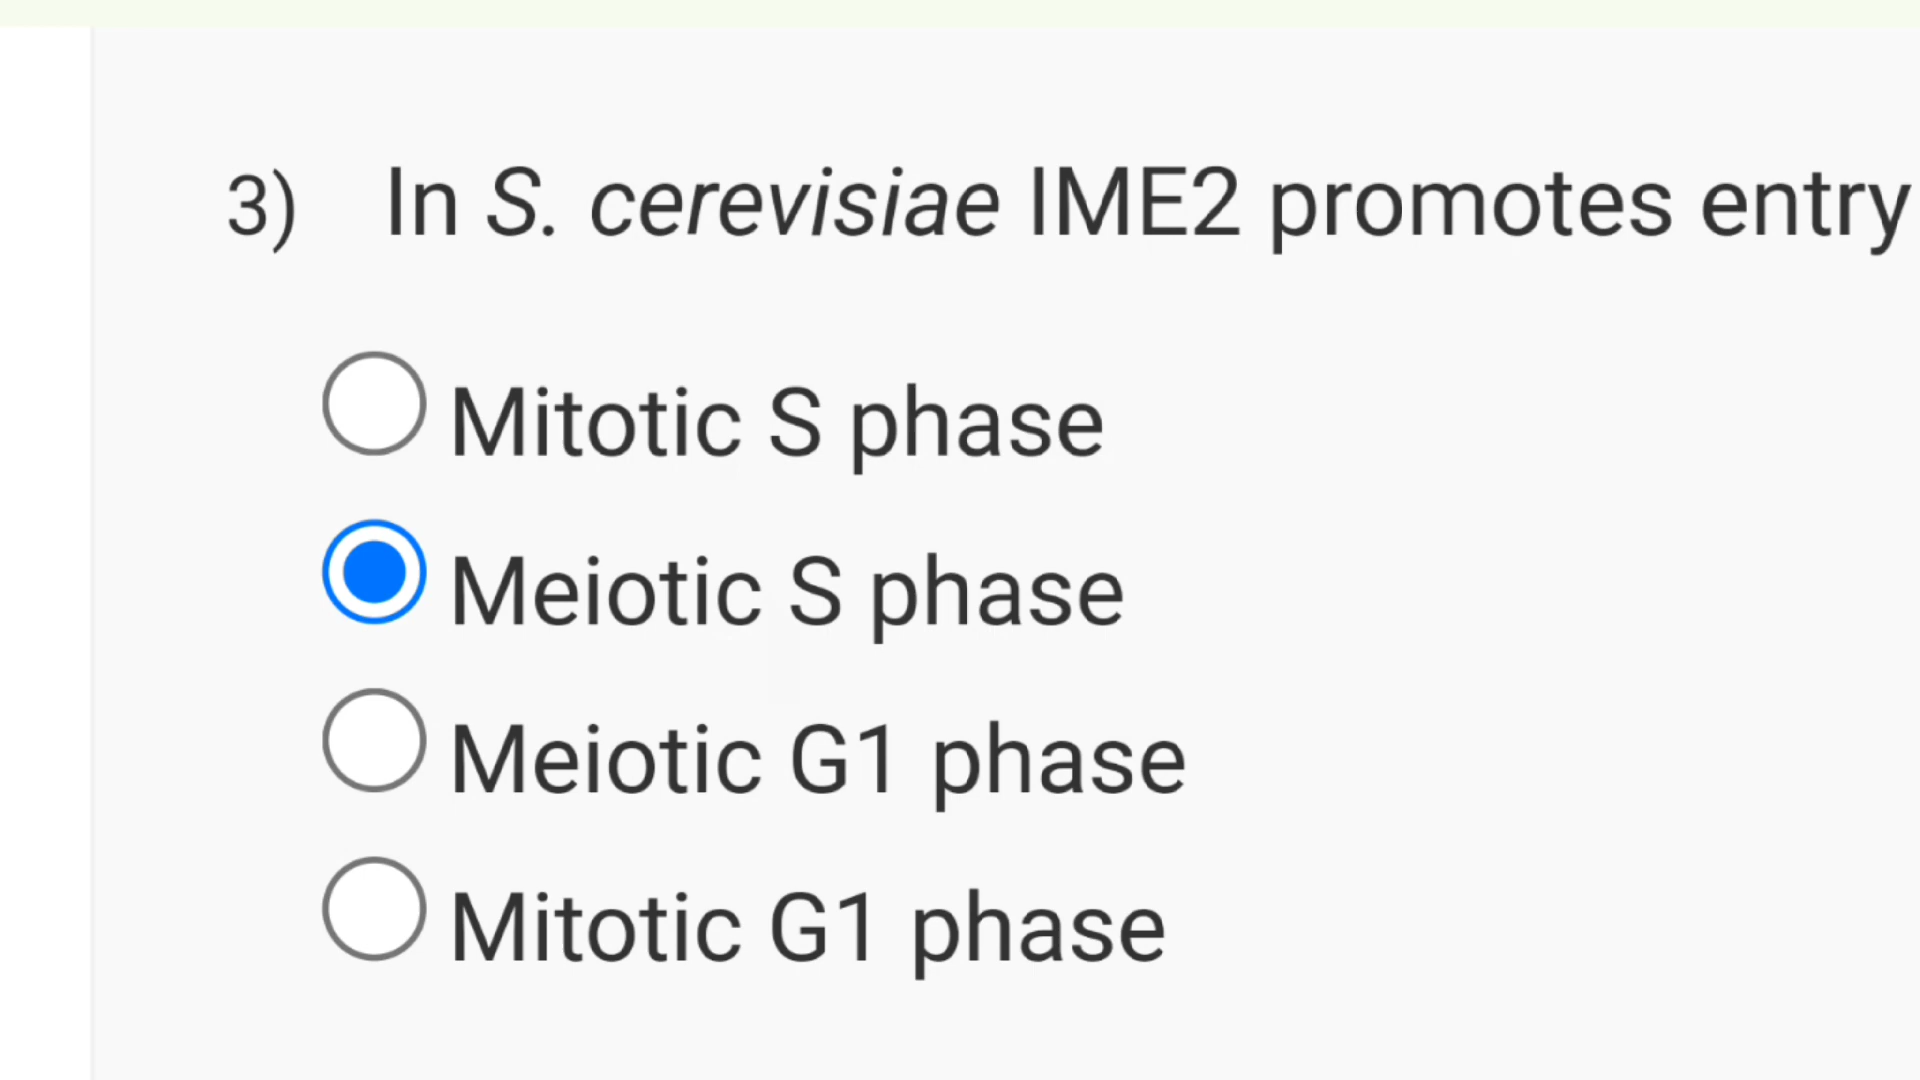 3) In S. cerevisiae IME2 promotes entry
Mitotic S phase
Meiotic S phase
Meiotic G1 phase
Mitotic G1 phase